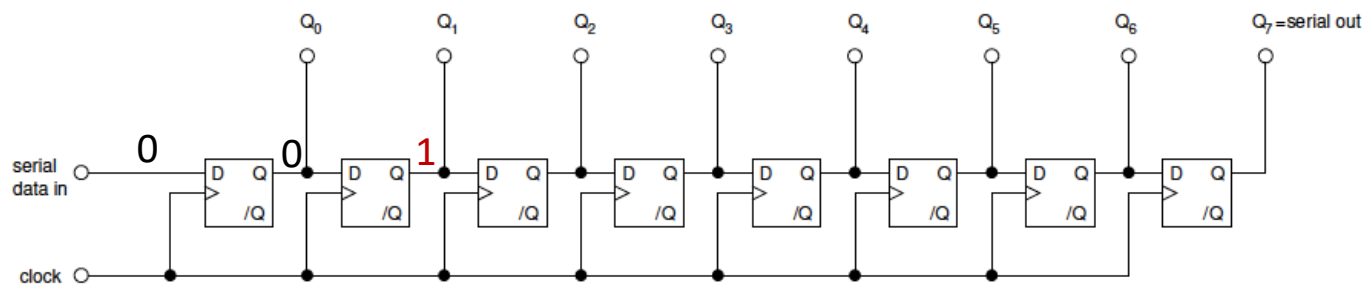 Q0 Q1 Q2 Q3 Q4 Q5 Q6 Q7=serial out
0 0 1
serial
data in
D Q D Q D Q D Q D Q D Q D Q D Q
/Q /Q /Q /Q /Q /Q /Q /Q
clock